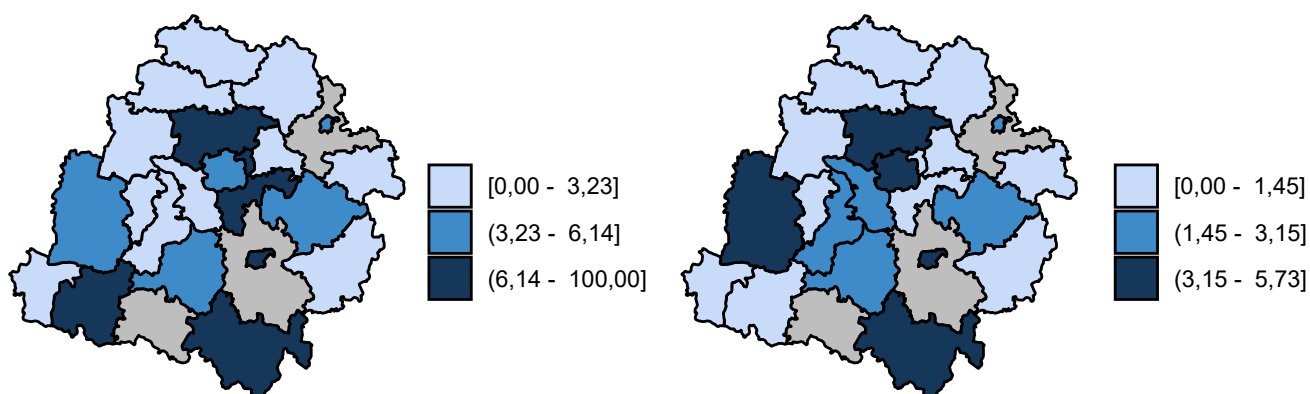 [0,00 - 3,23]
(3,23 - 6,14]
(6,14 - 100,00]
[0,00 - 1,45]
(1,45 - 3,15]
(3,15 - 5,73]